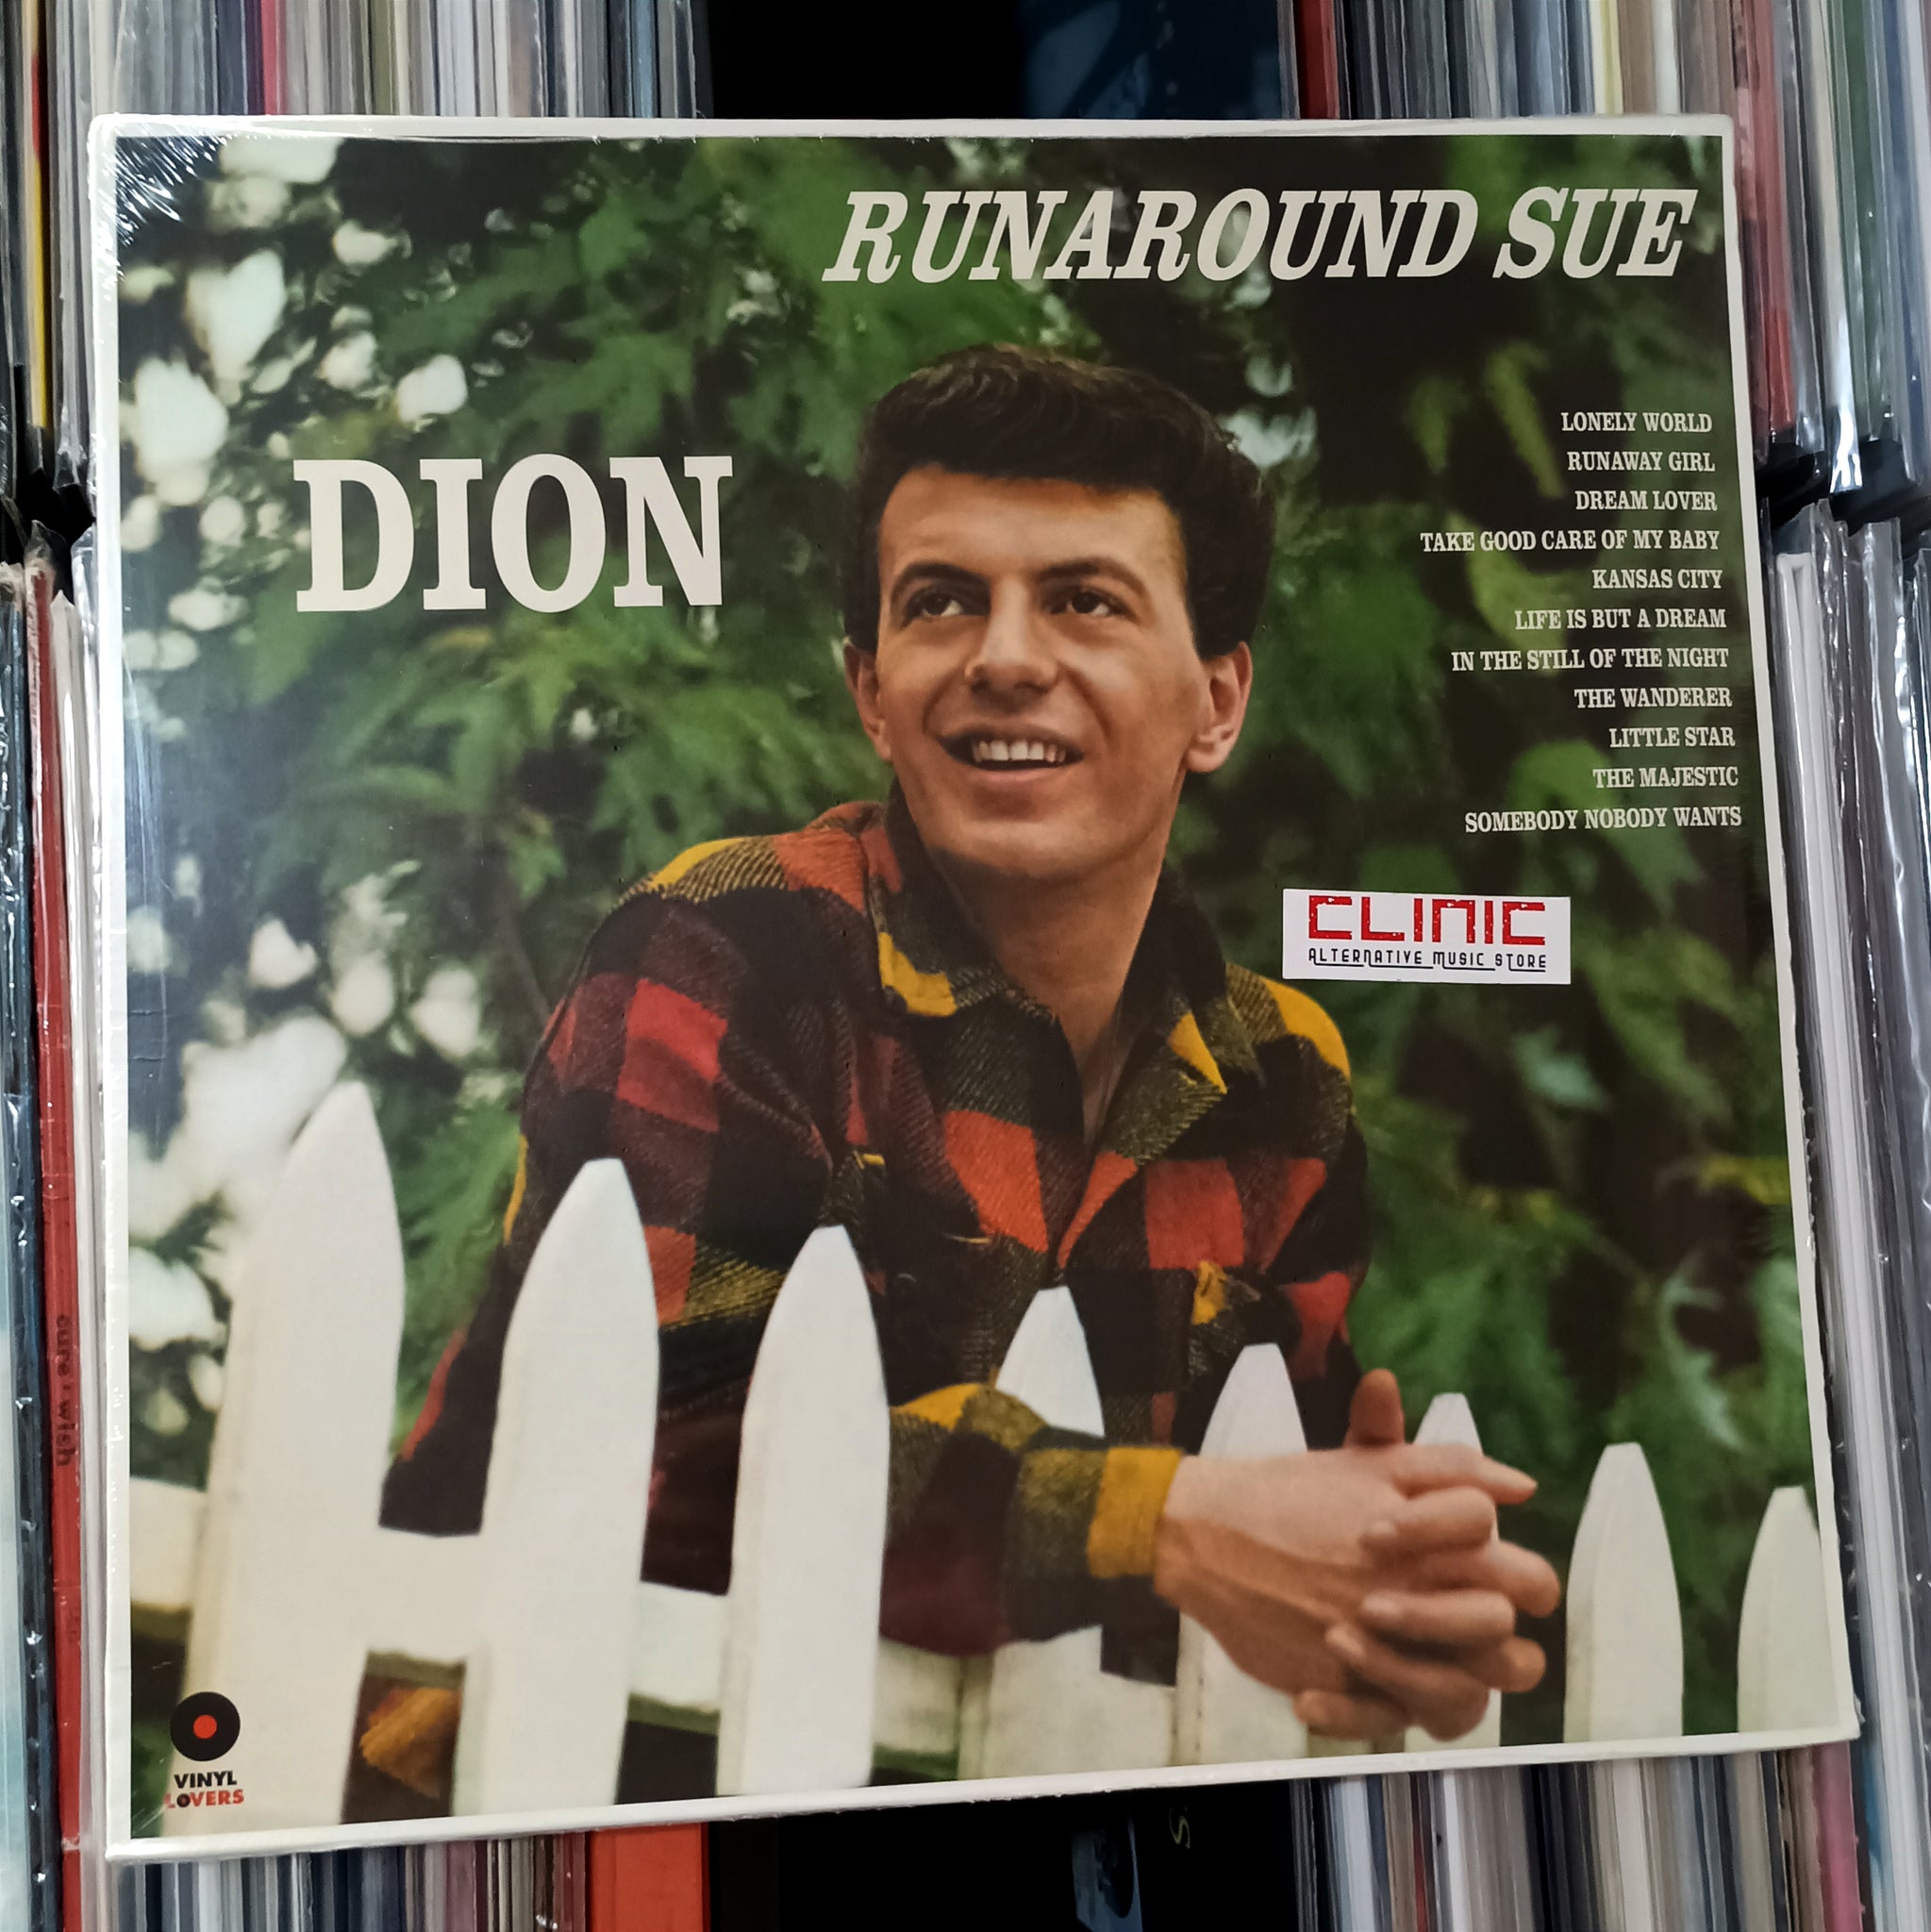 RUNAROUND SUE
DION
LONELY WORLD
RUNAWAY GIRL
DREAM LOVER
TAKE GOOD CARE OF MY BABY
KANSAS CITY
LIFE IS BUT A DREAM
IN THE STILL OF THE NIGHT
THE WANDERER
LITTLE STAR
THE MAJESTIC
SOMEBODY NOBODY WANTS
CLINIC
ALTERNATIVE MUSIC STORE
VINYL
LOVERS